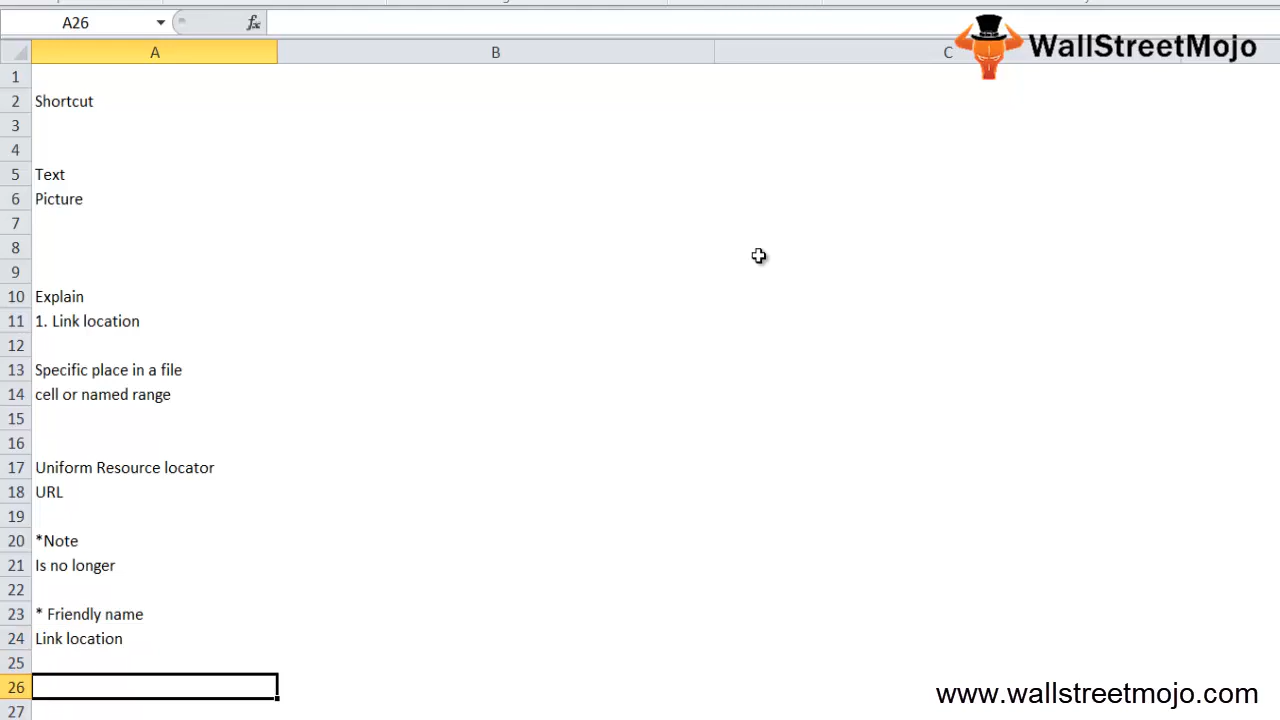 A26
fx
A B C
WallStreetMojo
1
2 Shortcut
3
4
5 Text
6 Picture
7
8
9
10 Explain
11 1. Link location
12
13 Specific place in a file
14 cell or named range
15
16
17 Uniform Resource locator
18 URL
19
20 *Note
21 Is no longer
22
23 * Friendly name
24 Link location
25
26
27
www.wallstreetmojo.com